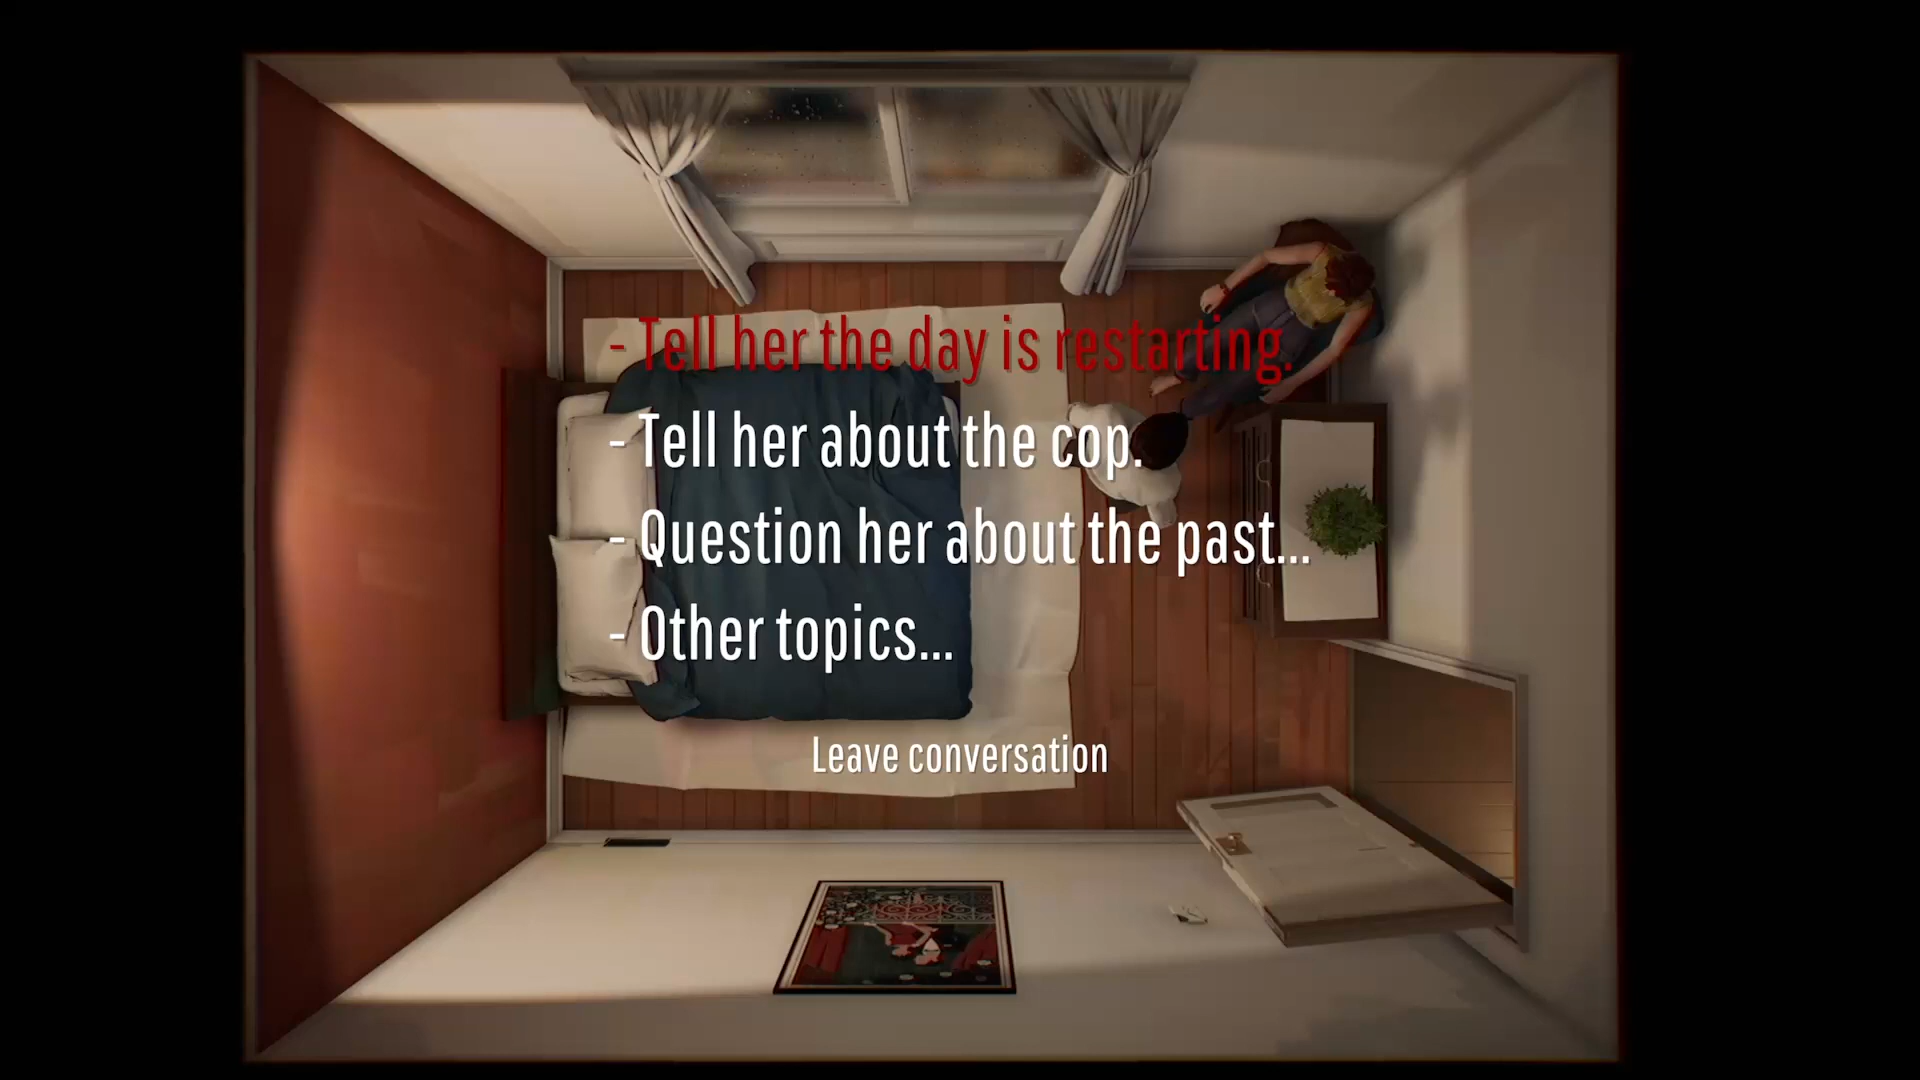 - Tell her the day is restarting.
- Tell her about the cop.
- Question her about the past...
- Other topics...
Leave conversation